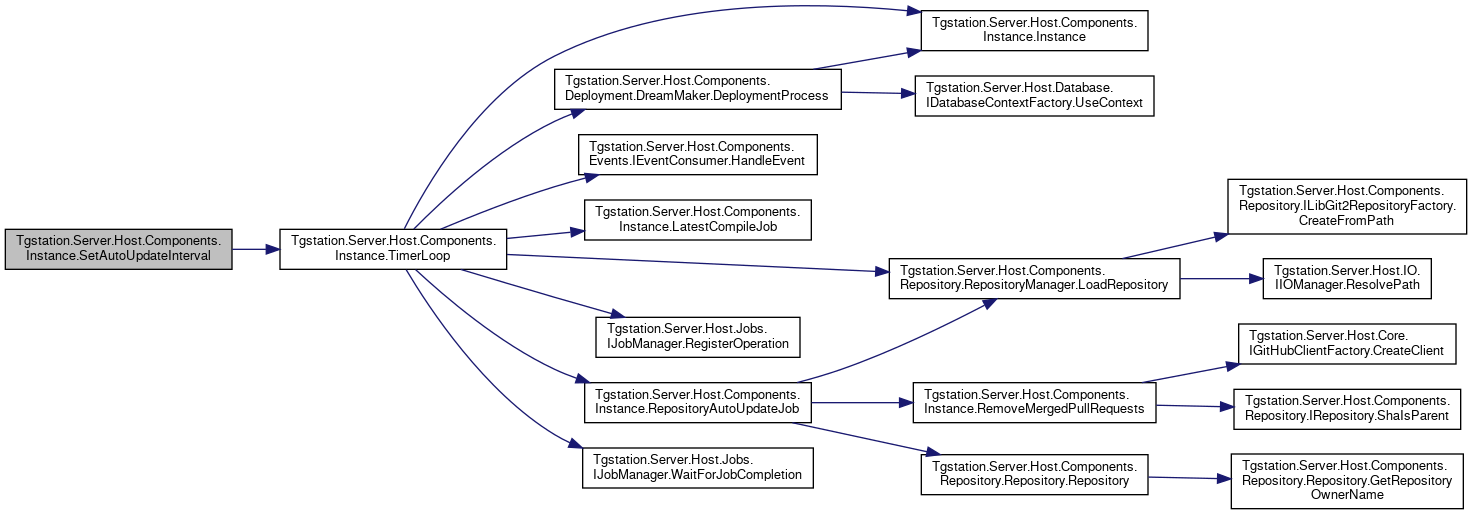 Tgstation.Server.Host.Components.
Instance.SetAutoUpdateInterval
Tgstation.Server.Host.Components.
Instance.TimerLoop
Tgstation.Server.Host.Components.
Instance.Instance
Tgstation.Server.Host.Components.
Deployment.DreamMaker.DeploymentProcess
Tgstation.Server.Host.Database.
IDatabaseContextFactory.UseContext
Tgstation.Server.Host.Components.
Events.IEventConsumer.HandleEvent
Tgstation.Server.Host.Components.
Instance.LatestCompileJob
Tgstation.Server.Host.Components.
Repository.RepositoryManager.LoadRepository
Tgstation.Server.Host.Components.
Repository.ILibGit2RepositoryFactory.
CreateFromPath
Tgstation.Server.Host.IO.
IIOManager.ResolvePath
Tgstation.Server.Host.Jobs.
IJobManager.RegisterOperation
Tgstation.Server.Host.Components.
Instance.RepositoryAutoUpdateJob
Tgstation.Server.Host.Components.
Instance.RemoveMergedPullRequests
Tgstation.Server.Host.Core.
IGitHubClientFactory.CreateClient
Tgstation.Server.Host.Components.
Repository.IRepository.ShaIsParent
Tgstation.Server.Host.Jobs.
IJobManager.WaitForJobCompletion
Tgstation.Server.Host.Components.
Repository.Repository.Repository
Tgstation.Server.Host.Components.
Repository.Repository.GetRepository
OwnerName